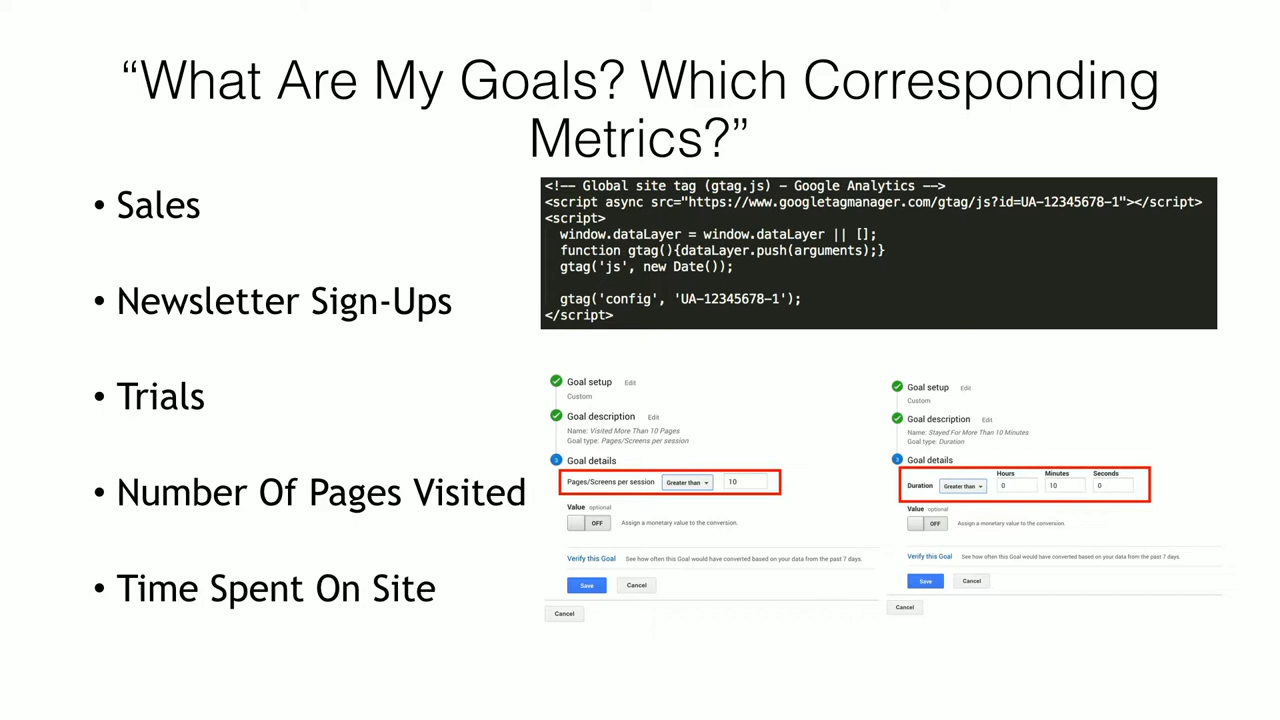 “What Are My Goals? Which Corresponding
Metrics?”
• Sales
• Newsletter Sign-Ups
• Trials
• Number Of Pages Visited
• Time Spent On Site
<!-- Global site tag (gtag.js) - Google Analytics -->
<script async src="https://www.googletagmanager.com/gtag/js?id=UA-12345678-1"></script>
<script>
window.dataLayer = window.dataLayer || [];
function gtag(){dataLayer.push(arguments);}
gtag('js', new Date());
gtag('config', 'UA-12345678-1');
</script>
Goal setup Edit
Custom
Goal description Edit
Name: Visited More Than 10 Pages
Goal type: Pages/Screens per session
3 Goal details
Pages/Screens per session Greater than 10
Value optional
OFF Assign a monetary value to the conversion.
Verify this Goal See how often this Goal would have converted based on your data from the past 7 days.
Save Cancel
Cancel
Goal setup Edit
Custom
Goal description Edit
Name: Stayed For More Than 10 Minutes
Goal type: Duration
3 Goal details
Hours Minutes Seconds
Duration Greater than 0 10 0
Value optional
OFF Assign a monetary value to the conversion.
Verify this Goal See how often this Goal would have converted based on your data from the past 7 days.
Save Cancel
Cancel